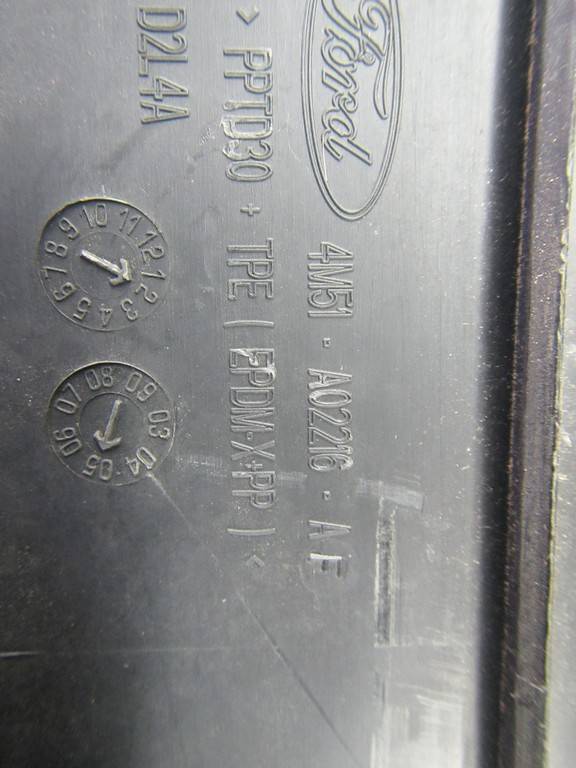 Ford
4M51 - A02216 - AF
> PPTD30 + TPE ( EPDM-X+PP ) <
D2L4A
1 2 3 4 5 6 7 8 9 10 11 12
03 04 05 06 07 08 09